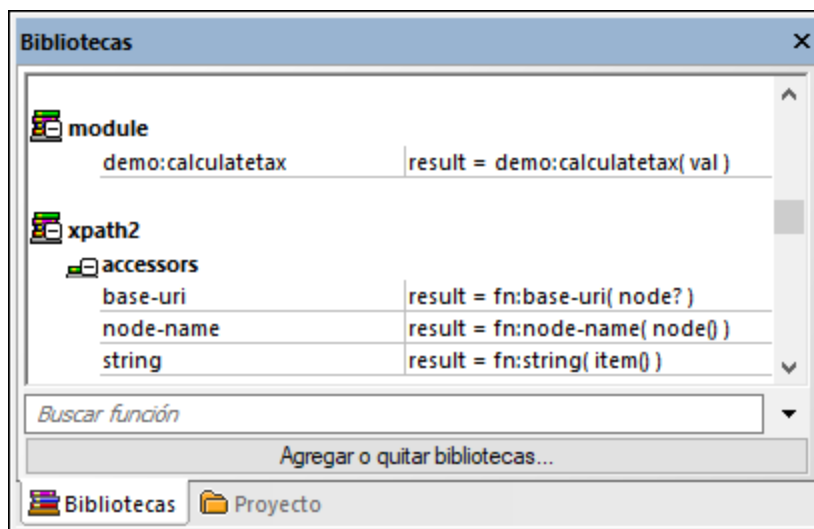 Bibliotecas
module
demo:calculatetax result = demo:calculatetax( val )
xpath2
accessors
base-uri result = fn:base-uri( node? )
node-name result = fn:node-name( node() )
string result = fn:string( item() )
Buscar función
Agregar o quitar bibliotecas...
Bibliotecas Proyecto